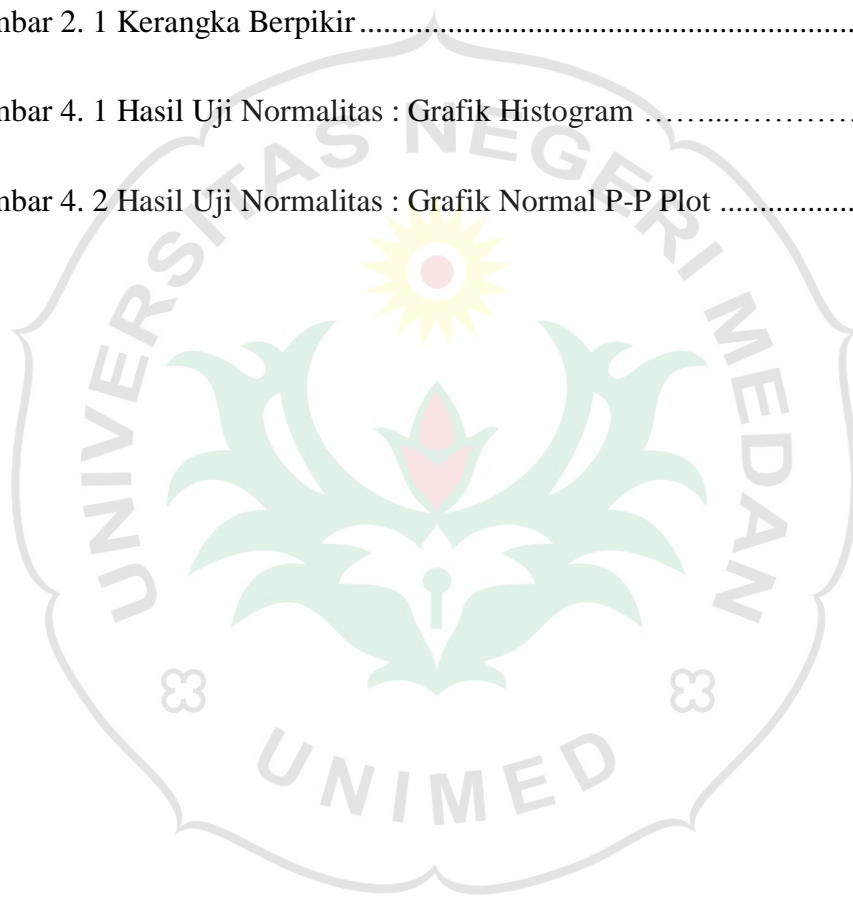 mbar 2. 1 Kerangka Berpikir ................................................................
mbar 4. 1 Hasil Uji Normalitas : Grafik Histogram ……...…………..
mbar 4. 2 Hasil Uji Normalitas : Grafik Normal P-P Plot .................
UNIVERSITAS NEGERI MEDAN
UNIMED